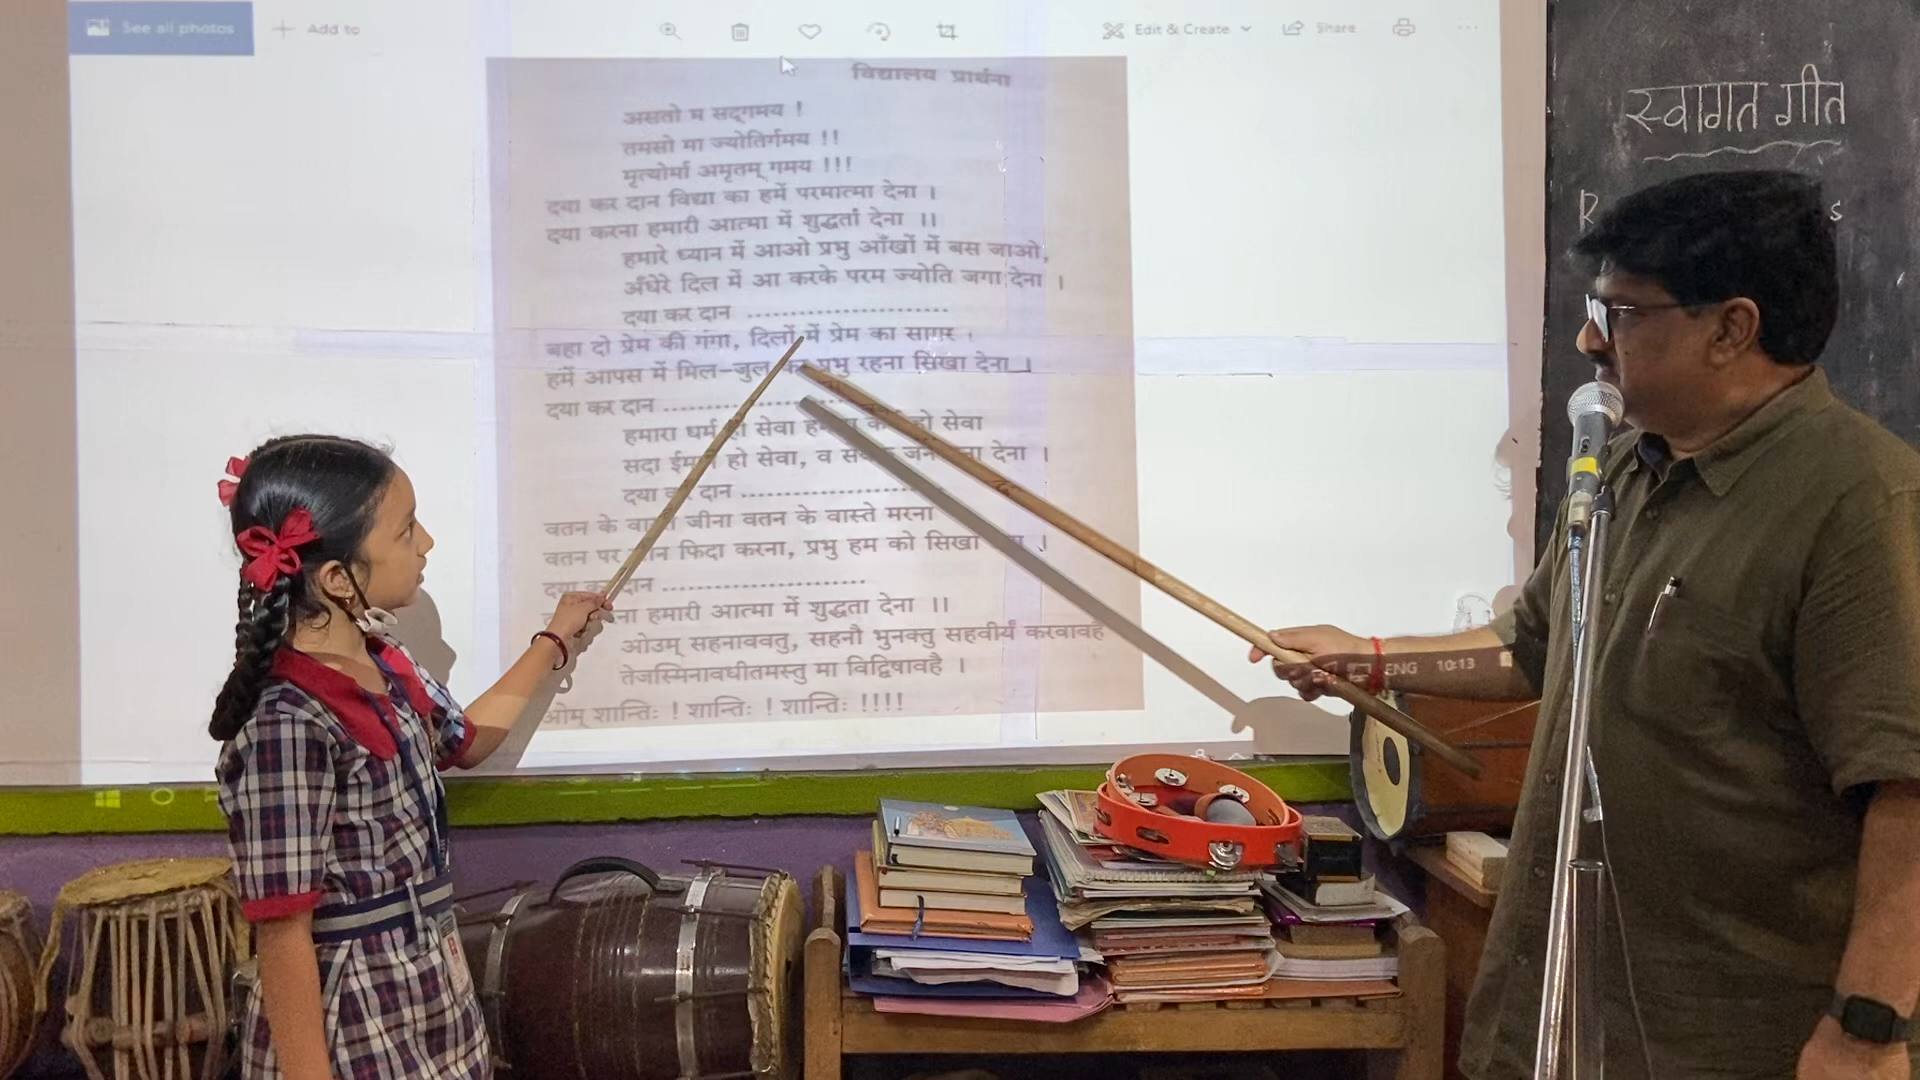 See all photos + Add to Edit & Create Share
विद्यालय प्रार्थना
असतो म सद्गमय !
तमसो मा ज्योतिर्गमय !!
मृत्योर्मा अमृतम् गमय !!!
दया कर दान विद्या का हमें परमात्मा देना ।
दया करना हमारी आत्मा में शुद्धतां देना ।।
हमारे ध्यान में आओ प्रभु आँखों में बस जाओ,
अँधेरे दिल में आ करके परम ज्योति जगा देना ।
दया कर दान ........................
बहा दो प्रेम की गंगा, दिलों में प्रेम का सागर ।
हमें आपस में मिल-जुल कर प्रभु रहना सिखा देना ।
दया कर दान ........................
हमारा धर्म हो सेवा हो सेवा
सदा हो सेवा, व देना ।
दया कर दान ........................
वतन के जीना वतन के वास्ते मरना
वतन पर फिदा करना, प्रभु हम को सिखा ।
दया कर दान ........................
हमारी आत्मा में शुद्धता देना ।।
ओउम् सहनाववतु, सहनौ भुनक्तु सहवीर्यं करवावहै
तेजस्मिनावधीतमस्तु मा विद्विषावहै ।
ओम् शान्तिः ! शान्तिः ! शान्तिः !!!!
ENG 10:13
स्वागत गीत